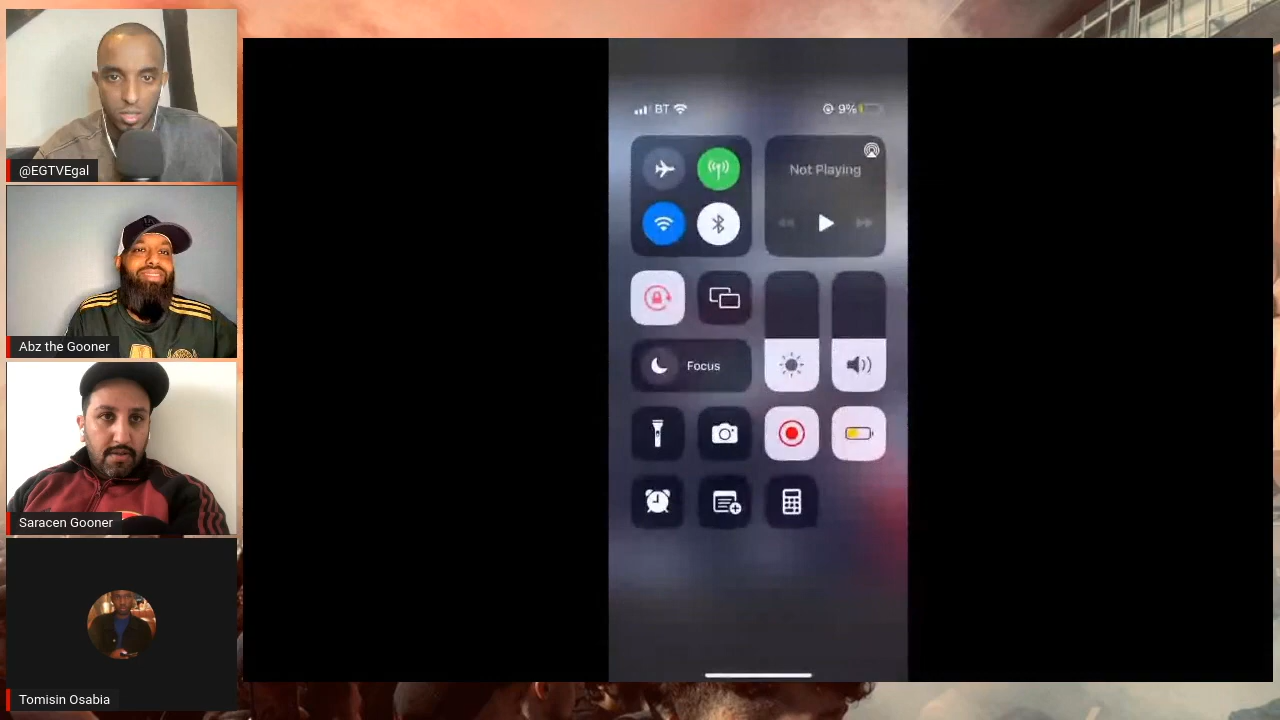 @EGTVEgal
Abz the Gooner
Saracen Gooner
Tomisin Osabia
BT
9%
Not Playing
Focus